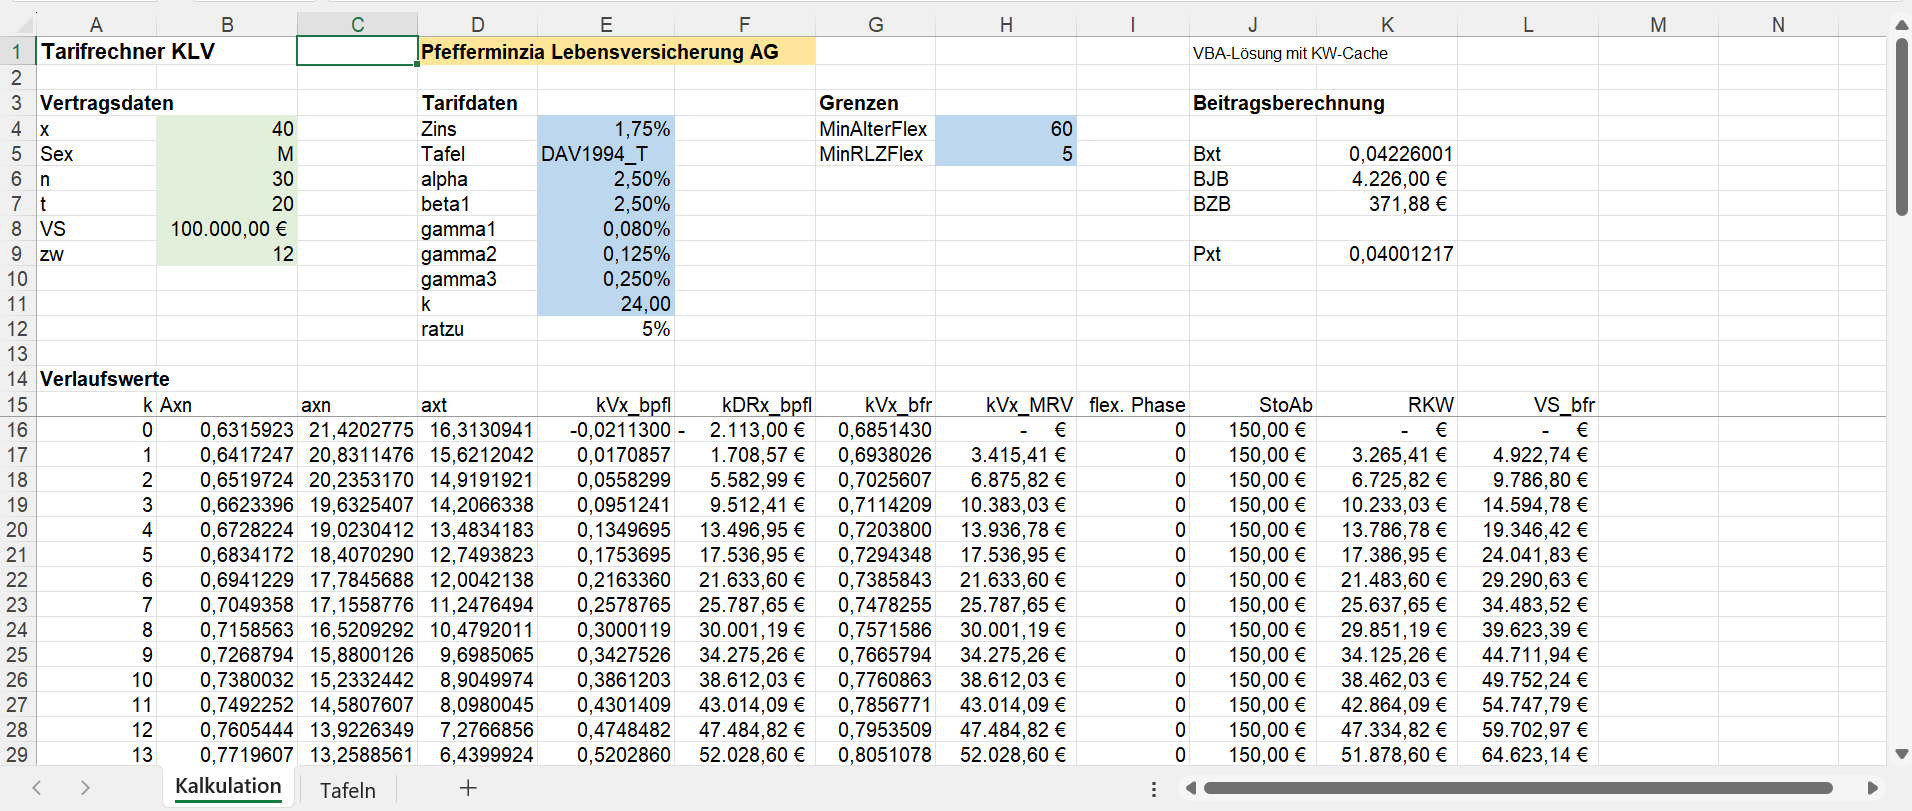 A B C D E F G H I J K L M N
1 Tarifrechner KLV Pfefferminzia Lebensversicherung AG VBA-Lösung mit KW-Cache
2
3 Vertragsdaten Tarifdaten Grenzen Beitragsberechnung
4 x 40 Zins 1,75% MinAlterFlex 60
5 Sex M Tafel DAV1994_T MinRLZFlex 5 Bxt 0,04226001
6 n 30 alpha 2,50% BJB 4.226,00 €
7 t 20 beta1 2,50% BZB 371,88 €
8 VS 100.000,00 € gamma1 0,080%
9 zw 12 gamma2 0,125% Pxt 0,04001217
10 gamma3 0,250%
11 k 24,00
12 ratzu 5%
13
14 Verlaufswerte
15 k Axn axn axt kVx_bpfl kDRx_bpfl kVx_bfr kVx_MRV flex. Phase StoAb RKW VS_bfr
16 0 0,6315923 21,4202775 16,3130941 -0,0211300 - 2.113,00 € 0,6851430 - € 0 150,00 € - € - €
17 1 0,6417247 20,8311476 15,6212042 0,0170857 1.708,57 € 0,6938026 3.415,41 € 0 150,00 € 3.265,41 € 4.922,74 €
18 2 0,6519724 20,2353170 14,9191921 0,0558299 5.582,99 € 0,7025607 6.875,82 € 0 150,00 € 6.725,82 € 9.786,80 €
19 3 0,6623396 19,6325407 14,2066338 0,0951241 9.512,41 € 0,7114209 10.383,03 € 0 150,00 € 10.233,03 € 14.594,78 €
20 4 0,6728224 19,0230412 13,4834183 0,1349695 13.496,95 € 0,7203800 13.936,78 € 0 150,00 € 13.786,78 € 19.346,42 €
21 5 0,6834172 18,4070290 12,7493823 0,1753695 17.536,95 € 0,7294348 17.536,95 € 0 150,00 € 17.386,95 € 24.041,83 €
22 6 0,6941229 17,7845688 12,0042138 0,2163360 21.633,60 € 0,7385843 21.633,60 € 0 150,00 € 21.483,60 € 29.290,63 €
23 7 0,7049358 17,1558776 11,2476494 0,2578765 25.787,65 € 0,7478255 25.787,65 € 0 150,00 € 25.637,65 € 34.483,52 €
24 8 0,7158563 16,5209292 10,4792011 0,3000119 30.001,19 € 0,7571586 30.001,19 € 0 150,00 € 29.851,19 € 39.623,39 €
25 9 0,7268794 15,8800126 9,6985065 0,3427526 34.275,26 € 0,7665794 34.275,26 € 0 150,00 € 34.125,26 € 44.711,94 €
26 10 0,7380032 15,2332442 8,9049974 0,3861203 38.612,03 € 0,7760863 38.612,03 € 0 150,00 € 38.462,03 € 49.752,24 €
27 11 0,7492252 14,5807607 8,0980045 0,4301409 43.014,09 € 0,7856771 43.014,09 € 0 150,00 € 42.864,09 € 54.747,79 €
28 12 0,7605444 13,9226349 7,2766856 0,4748482 47.484,82 € 0,7953509 47.484,82 € 0 150,00 € 47.334,82 € 59.702,97 €
29 13 0,7719607 13,2588561 6,4399924 0,5202860 52.028,60 € 0,8051078 52.028,60 € 0 150,00 € 51.878,60 € 64.623,14 €
Kalkulation Tafeln +